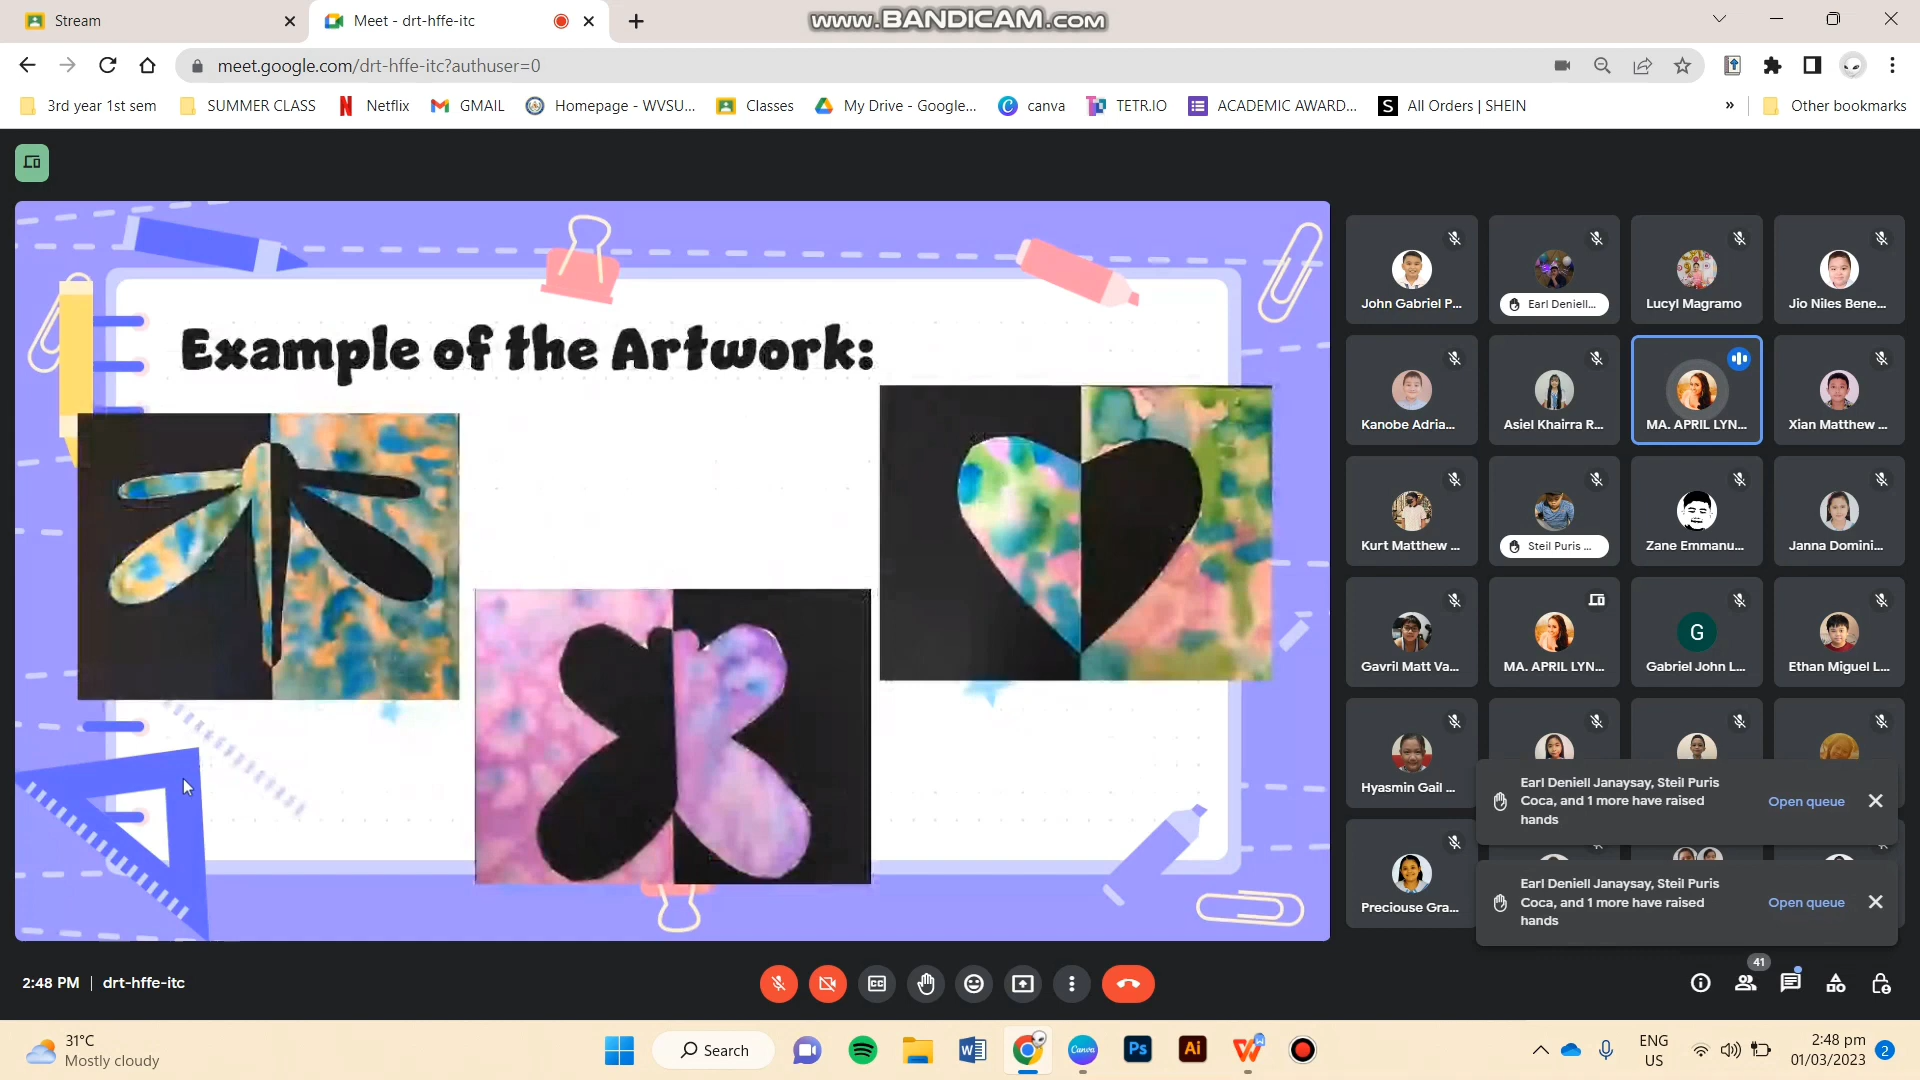 Stream
Meet - drt-hffe-itc
www.BANDICAM.com
meet.google.com/drt-hffe-itc?authuser=0
3rd year 1st sem
SUMMER CLASS
Netflix
GMAIL
Homepage - WVSU...
Classes
My Drive - Google...
canva
TETR.IO
ACADEMIC AWARD...
All Orders | SHEIN
»
Other bookmarks
Example of the Artwork:
John Gabriel P...
Earl Deniell...
Lucyl Magramo
Jio Niles Bene...
Kanobe Adria...
Asiel Khairra R...
MA. APRIL LYN...
Xian Matthew ...
Kurt Matthew ...
Steil Puris ...
Zane Emmanu...
Janna Domini...
Gavril Matt Va...
MA. APRIL LYN...
G
Gabriel John L...
Ethan Miguel L...
Hyasmin Gail ...
Earl Deniell Janaysay, Steil Puris
Coca, and 1 more have raised
hands
Open queue
Preciouse Gra...
Earl Deniell Janaysay, Steil Puris
Coca, and 1 more have raised
hands
Open queue
2:48 PM | drt-hffe-itc
41
31°C
Mostly cloudy
Search
Canva
Ps
Ai
ENG
US
2:48 pm
01/03/2023
2